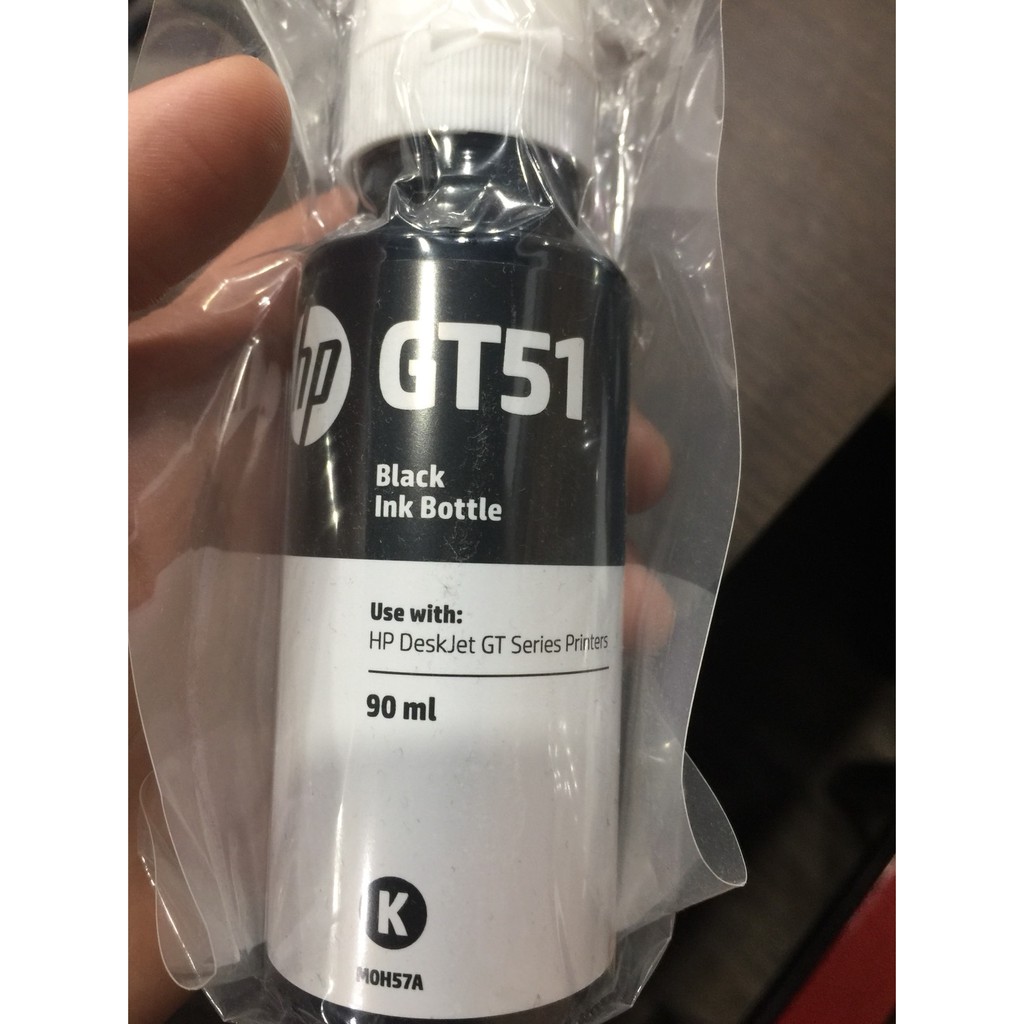 hp
GT51
Black
Ink Bottle
Use with:
HP DeskJet GT Series Printers
90 ml
K
M0H57A